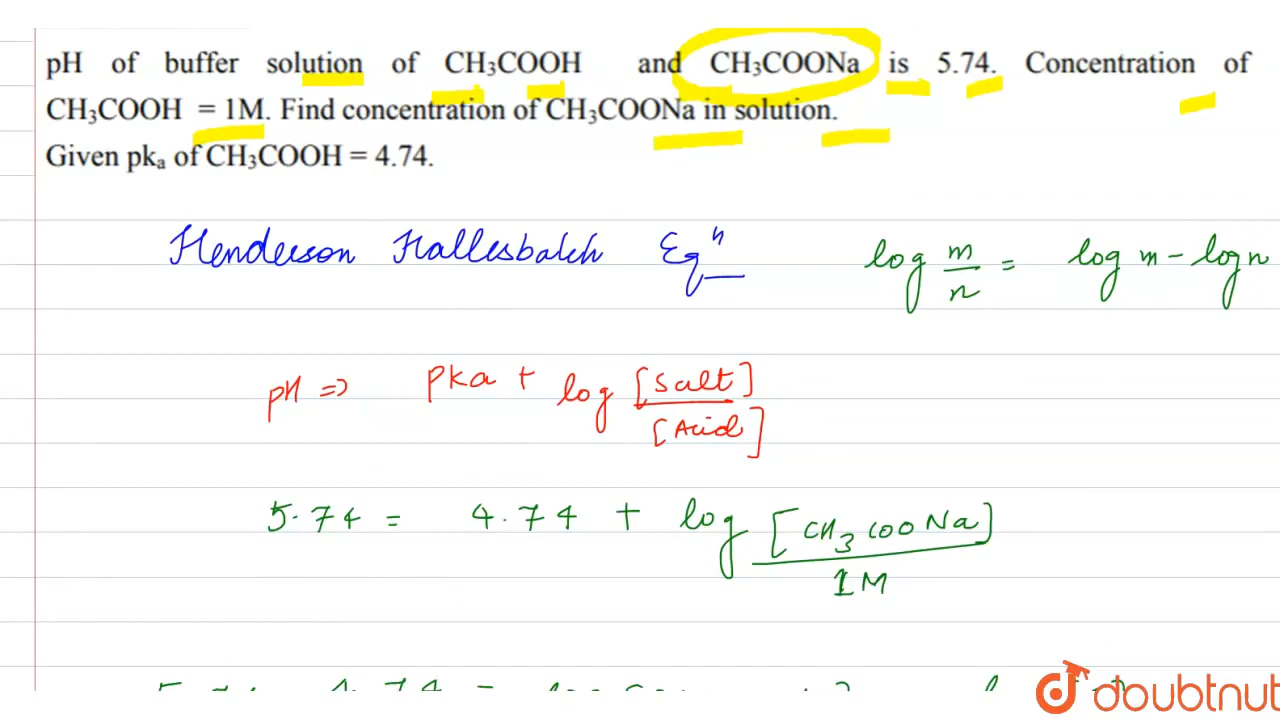 pH of buffer solution of CH₃COOH and CH₃COONa is 5.74. Concentration of
CH₃COOH = 1M. Find concentration of CH₃COONa in solution.
Given pkₐ of CH₃COOH = 4.74.
Henderson Hallesbalch Eqⁿ
log m/n = log m - log n
pH => pka + log [Salt]/[Acid]
5.74 = 4.74 + log [CH₃COONa]/1M
doubtnut